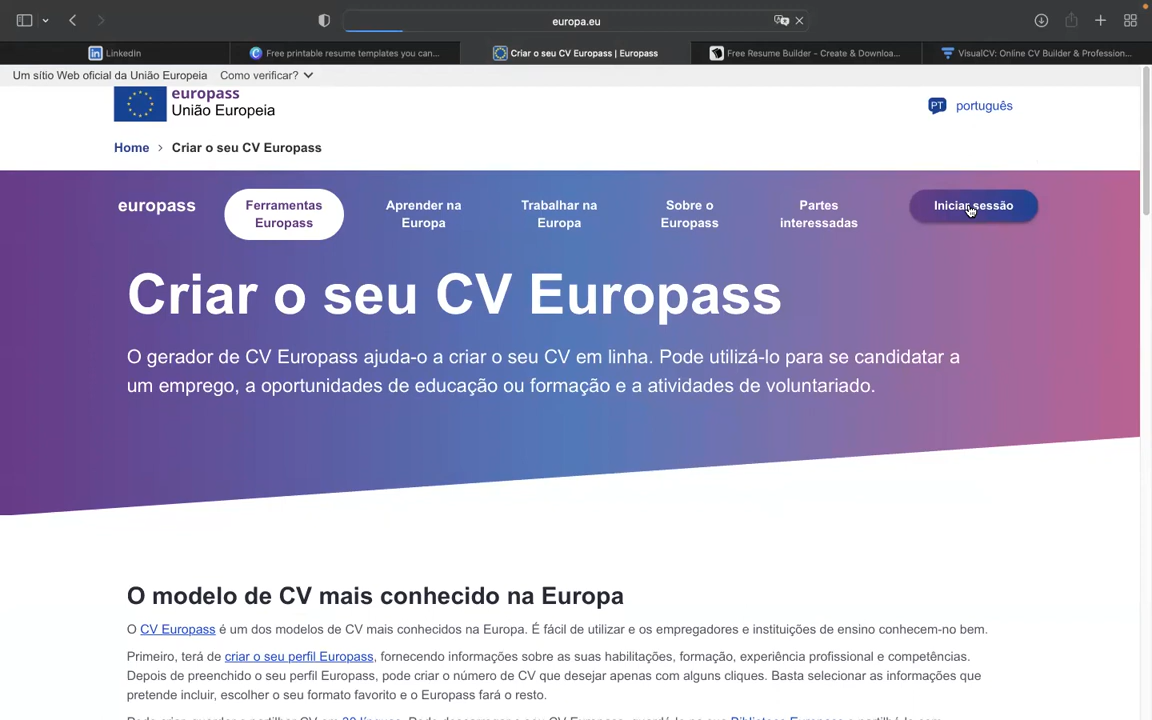 europa.eu
LinkedIn
Free printable resume templates you can...
Criar o seu CV Europass | Europass
Free Resume Builder - Create & Downloa...
VisualCV: Online CV Builder & Profession...
Um sítio Web oficial da União Europeia Como verificar?
europass
União Europeia
PT português
Home > Criar o seu CV Europass
europass
Ferramentas
Europass
Aprender na
Europa
Trabalhar na
Europa
Sobre o
Europass
Partes
interessadas
Iniciar sessão
Criar o seu CV Europass
O gerador de CV Europass ajuda-o a criar o seu CV em linha. Pode utilizá-lo para se candidatar a
um emprego, a oportunidades de educação ou formação e a atividades de voluntariado.
O modelo de CV mais conhecido na Europa
O CV Europass é um dos modelos de CV mais conhecidos na Europa. É fácil de utilizar e os empregadores e instituições de ensino conhecem-no bem.
Primeiro, terá de criar o seu perfil Europass, fornecendo informações sobre as suas habilitações, formação, experiência profissional e competências.
Depois de preenchido o seu perfil Europass, pode criar o número de CV que desejar apenas com alguns cliques. Basta selecionar as informações que
pretende incluir, escolher o seu formato favorito e o Europass fará o resto.